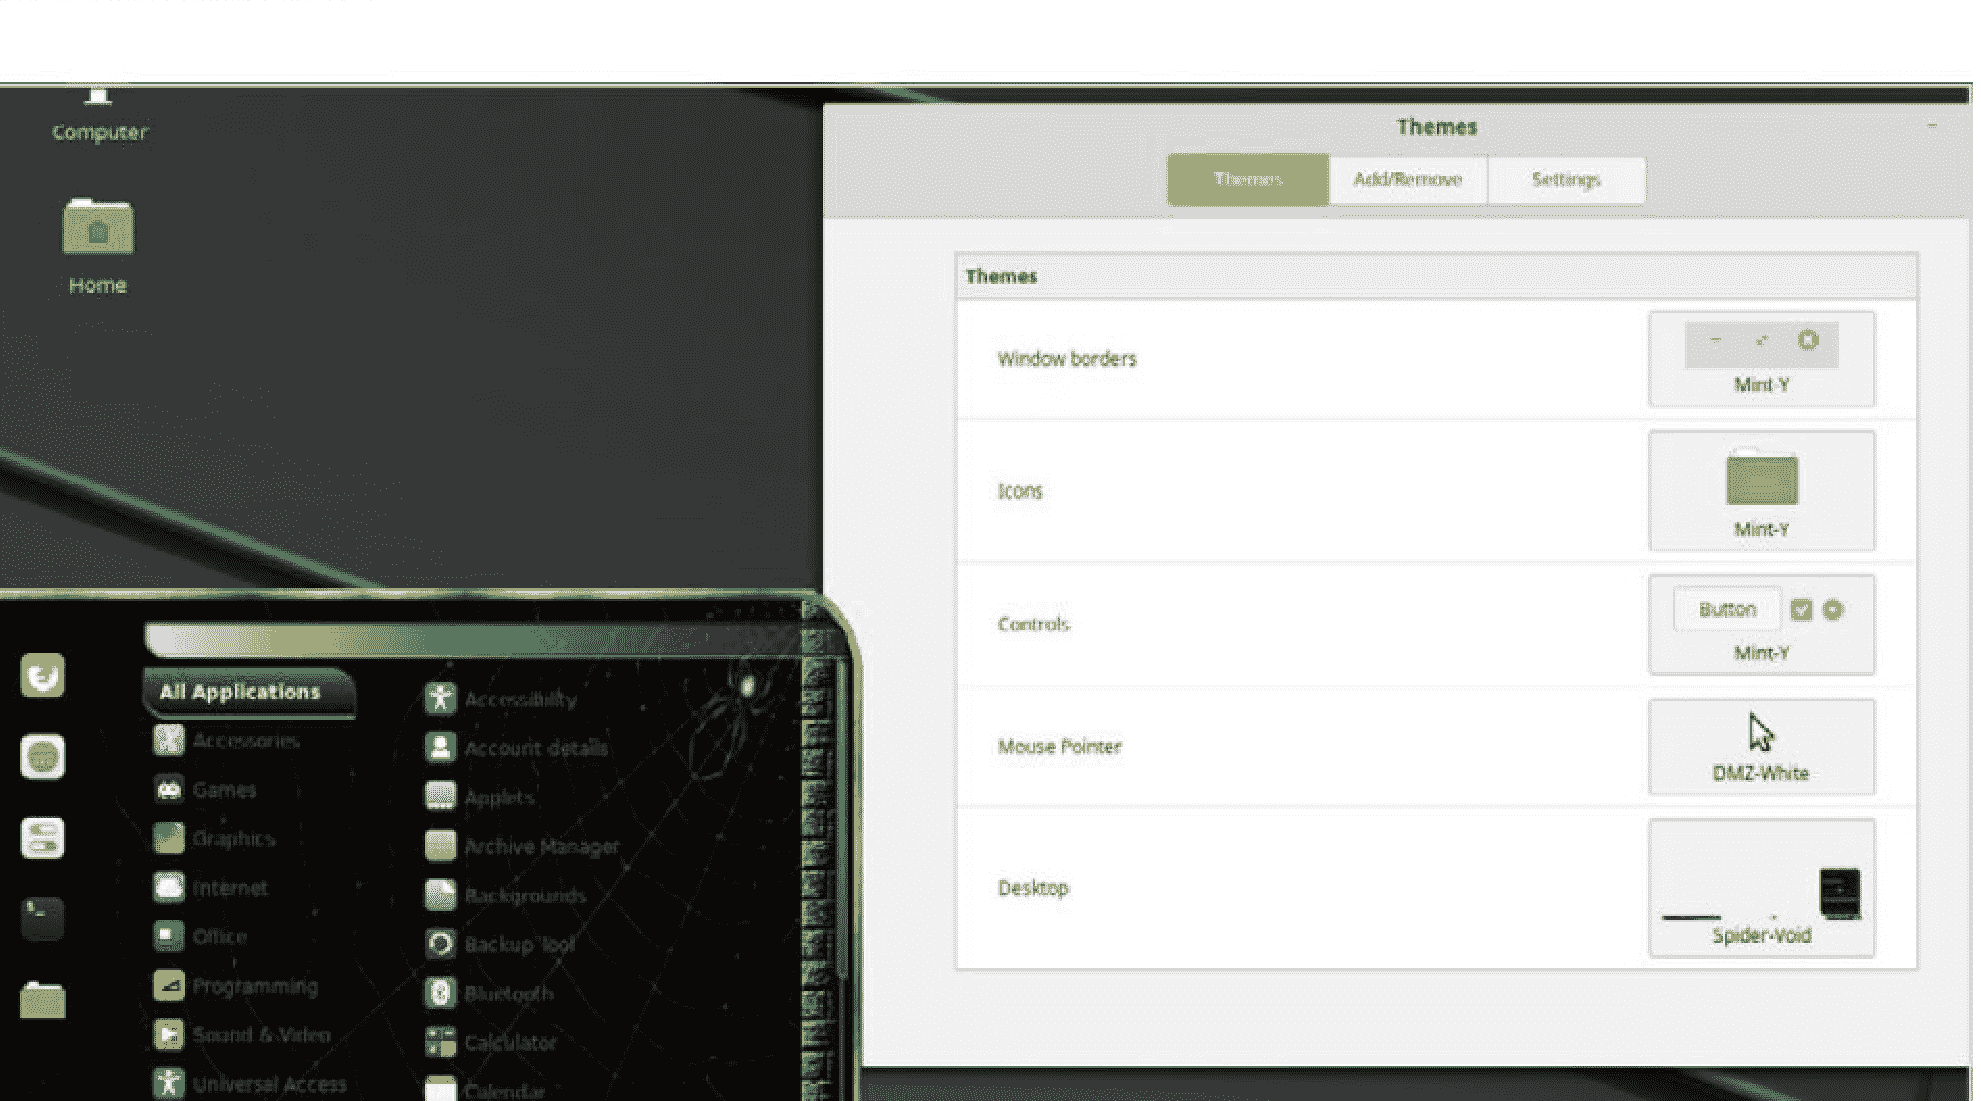 Computer
Home
Themes
Themes
Add/Remove
Settings
Themes
Window borders
Mint-Y
Icons
Mint-Y
Controls
Button
Mint-Y
Mouse Pointer
DMZ-White
Desktop
Spider-Void
All Applications
Accessories
Games
Graphics
Internet
Office
Programming
Sound & Video
Universal Access
Accessibility
Account details
Applets
Archive Manager
Backgrounds
Backup Tool
Bluetooth
Calculator
Calendar